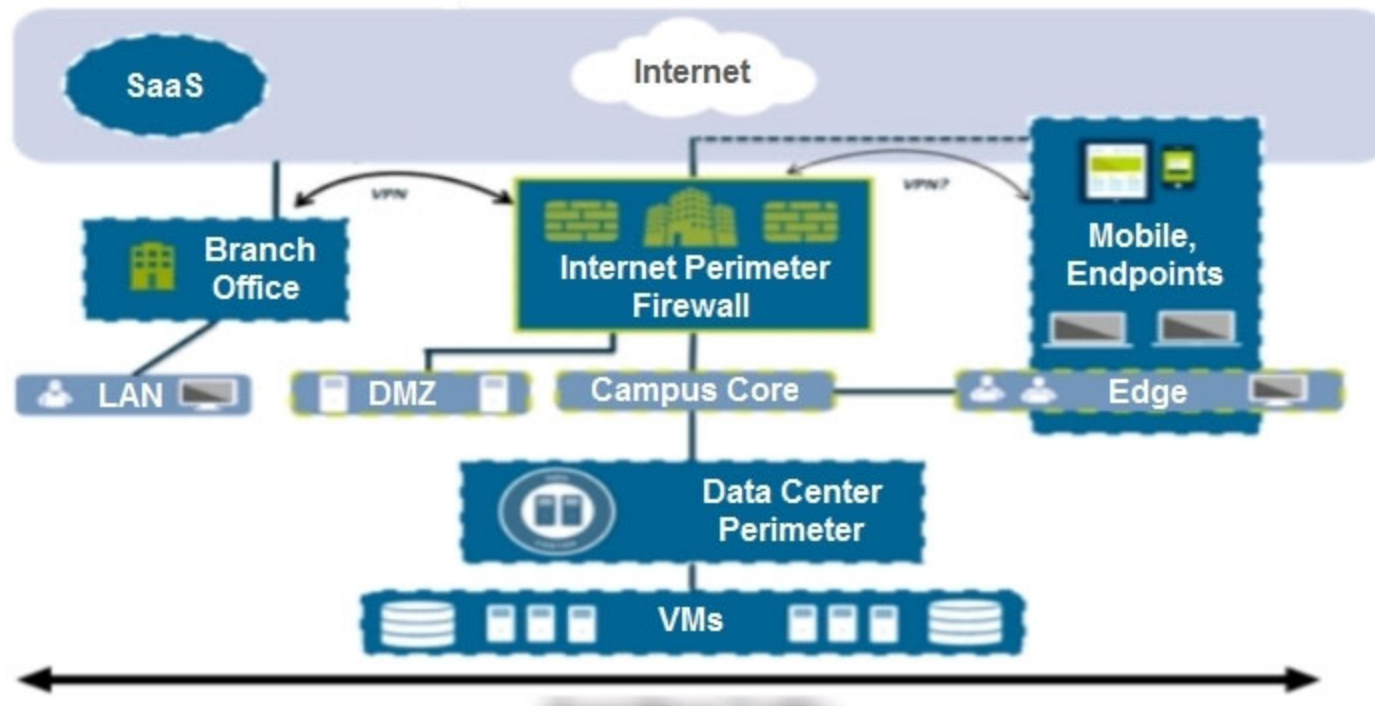 SaaS
Internet
VPN
VPN?
Branch
Office
Internet Perimeter
Firewall
Mobile,
Endpoints
LAN
DMZ
Campus Core
Edge
Data Center
Perimeter
VMs